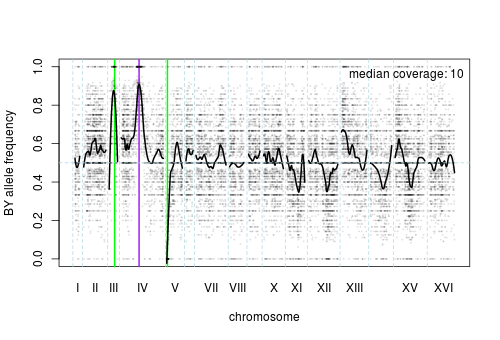 median coverage: 10
BY allele frequency
1.0
0.8
0.6
0.4
0.2
0.0
I II III IV V VII VIII X XI XII XIII XV XVI
chromosome